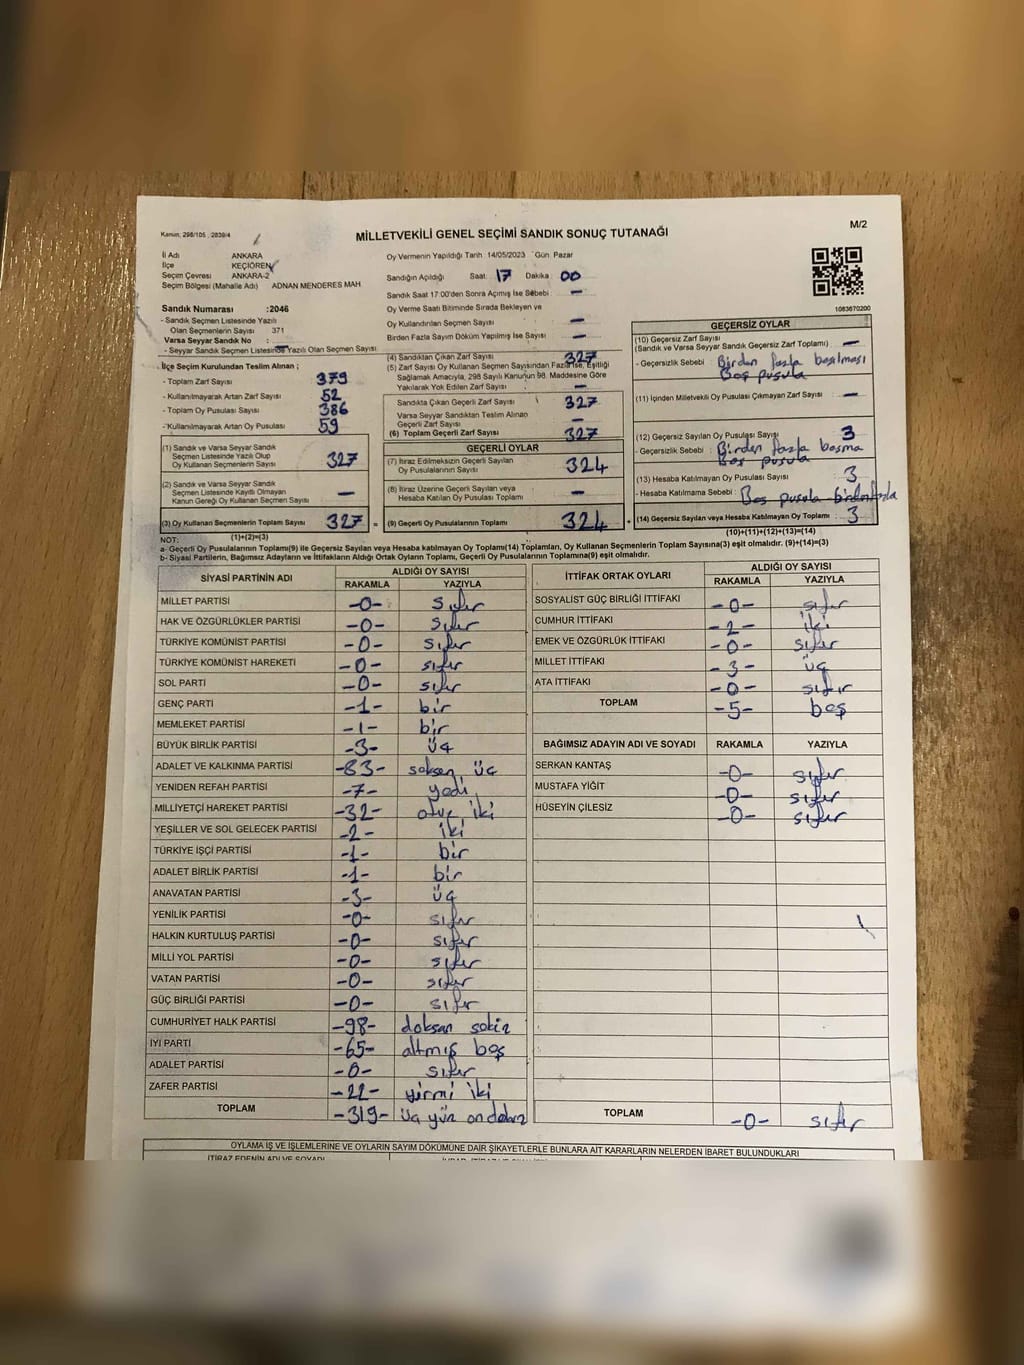 M/2
Kanun; 298/105 , 2839/4
MİLLETVEKİLİ GENEL SEÇİMİ SANDIK SONUÇ TUTANAĞI
İl Adı ANKARA
İlçe KEÇİÖREN
Seçim Çevresi ANKARA-2
Seçim Bölgesi (Mahalle Adı) ADNAN MENDERES MAH
Sandık Numarası :2046
- Sandık Seçmen Listesinde Yazılı
Olan Seçmenlerin Sayısı 371
Varsa Seyyar Sandık No :
- Seyyar Sandık Seçmen Listesinde Yazılı Olan Seçmen Sayısı
İlçe Seçim Kurulundan Teslim Alınan ;
- Toplam Zarf Sayısı 379
- Kullanılmayarak Artan Zarf Sayısı 52
- Toplam Oy Pusulası Sayısı 386
- Kullanılmayarak Artan Oy Pusulası 59
(1) Sandık ve Varsa Seyyar Sandık
Seçmen Listesinde Yazılı Olup
Oy Kullanan Seçmenlerin Sayısı 327
(2) Sandık ve Varsa Seyyar Sandık
Seçmen Listesinde Kayıtlı Olmayan
Kanun Gereği Oy Kullanan Seçmen Sayısı —
(3) Oy Kullanan Seçmenlerin Toplam Sayısı 327 =
(1)+(2)=(3)
Oy Vermenin Yapıldığı Tarih 14/05/2023 Gün Pazar
Sandığın Açıldığı Saat: 17 Dakika: 00
Sandık Saat 17:00'den Sonra Açımış İse Sebebi : —
Oy Verme Saati Bitiminde Sırada Bekleyen ve
Oy Kullandırılan Seçmen Sayısı : —
Birden Fazla Sayım Döküm Yapılmış İse Sayısı : —
(4) Sandıktan Çıkan Zarf Sayısı 327
(5) Zarf Sayısı Oy Kullanan Seçmen Sayısından Fazla İse, Eşitliği
Sağlamak Amacıyla, 298 Sayılı Kanunun 98. Maddesine Göre
Yakılarak Yok Edilen Zarf Sayısı : —
Sandıkta Çıkan Geçerli Zarf Sayısı : 327
Varsa Seyyar Sandıktan Teslim Alınan
Geçerli Zarf Sayısı : —
(6) Toplam Geçerli Zarf Sayısı : 327
GEÇERLİ OYLAR
(7) İtiraz Edilmeksizin Geçerli Sayılan
Oy Pusulalarının Sayısı 324
(8) İtiraz Üzerine Geçerli Sayılan veya
Hesaba Katılan Oy Pusulası Toplamı —
(9) Geçerli Oy Pusulalarının Toplamı 324
1083670200
GEÇERSİZ OYLAR
(10) Geçersiz Zarf Sayısı
(Sandık ve Varsa Seyyar Sandık Geçersiz Zarf Toplamı) : —
- Geçersizlik Sebebi : Birden fazla basılması
Boş pusula
(11) İçinden Milletvekili Oy Pusulası Çıkmayan Zarf Sayısı : —
(12) Geçersiz Sayılan Oy Pusulası Sayısı : 3
- Geçersizlik Sebebi : Birden fazla basma
Boş pusula
(13) Hesaba Katılmayan Oy Pusulası Sayısı : 3
- Hesaba Katılmama Sebebi : Boş pusula birden fazla
(14) Geçersiz Sayılan veya Hesaba Katılmayan Oy Toplamı : 3
(10)+(11)+(12)+(13)=(14)
NOT:
a- Geçerli Oy Pusulalarının Toplamı(9) ile Geçersiz Sayılan veya Hesaba katılmayan Oy Toplamı(14) Toplamları, Oy Kullanan Seçmenlerin Toplam Sayısına(3) eşit olmalıdır. (9)+(14)=(3)
b- Siyasi Partilerin, Bağımsız Adayların ve İttifakların Aldığı Oyların Toplamı, Geçerli Oy Pusulalarının Toplamına(9) eşit olmalıdır.
SİYASİ PARTİNİN ADI ALDIĞI OY SAYISI
RAKAMLA YAZIYLA
MİLLET PARTİSİ -0- sıfır
HAK VE ÖZGÜRLÜKLER PARTİSİ -0- sıfır
TÜRKİYE KOMÜNİST PARTİSİ -0- sıfır
TÜRKİYE KOMÜNİST HAREKETİ -0- sıfır
SOL PARTİ -0- sıfır
GENÇ PARTİ -1- bir
MEMLEKET PARTİSİ -1- bir
BÜYÜK BİRLİK PARTİSİ -3- üç
ADALET VE KALKINMA PARTİSİ -83- seksen üç
YENİDEN REFAH PARTİSİ -7- yedi
MİLLİYETÇİ HAREKET PARTİSİ -32- otuz iki
YEŞİLLER VE SOL GELECEK PARTİSİ -2- iki
TÜRKİYE İŞÇİ PARTİSİ -1- bir
ADALET BİRLİK PARTİSİ -1- bir
ANAVATAN PARTİSİ -3- üç
YENİLİK PARTİSİ -0- sıfır
HALKIN KURTULUŞ PARTİSİ -0- sıfır
MİLLİ YOL PARTİSİ -0- sıfır
VATAN PARTİSİ -0- sıfır
GÜÇ BİRLİĞİ PARTİSİ -0- sıfır
CUMHURİYET HALK PARTİSİ -98- doksan sekiz
İYİ PARTİ -65- altmış beş
ADALET PARTİSİ -0- sıfır
ZAFER PARTİSİ -22- yirmi iki
TOPLAM -319- üç yüz on dokuz
İTTİFAK ORTAK OYLARI ALDIĞI OY SAYISI
RAKAMLA YAZIYLA
SOSYALİST GÜÇ BİRLİĞİ İTTİFAKI -0- sıfır
CUMHUR İTTİFAKI -2- iki
EMEK VE ÖZGÜRLÜK İTTİFAKI -0- sıfır
MİLLET İTTİFAKI -3- üç
ATA İTTİFAKI -0- sıfır
TOPLAM -5- beş
BAĞIMSIZ ADAYIN ADI VE SOYADI RAKAMLA YAZIYLA
SERKAN KANTAŞ -0- sıfır
MUSTAFA YİĞİT -0- sıfır
HÜSEYİN ÇİLESİZ -0- sıfır
TOPLAM -0- sıfır
OYLAMA İŞ VE İŞLEMLERİNE VE OYLARIN SAYIM DÖKÜMÜNE DAİR ŞİKAYETLERLE BUNLARA AİT KARARLARIN NELERDEN İBARET BULUNDUKLARI
İTİRAZ EDENİN ADI VE SOYADI